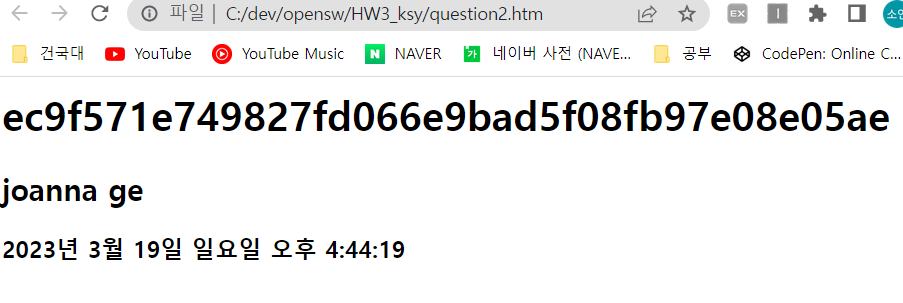 파일 | C:/dev/opensw/HW3_ksy/question2.htm EX I 소연
건국대 YouTube YouTube Music N NAVER 가 네이버 사전 (NAVE... 공부 CodePen: Online C...
ec9f571e749827fd066e9bad5f08fb97e08e05ae
joanna ge
2023년 3월 19일 일요일 오후 4:44:19